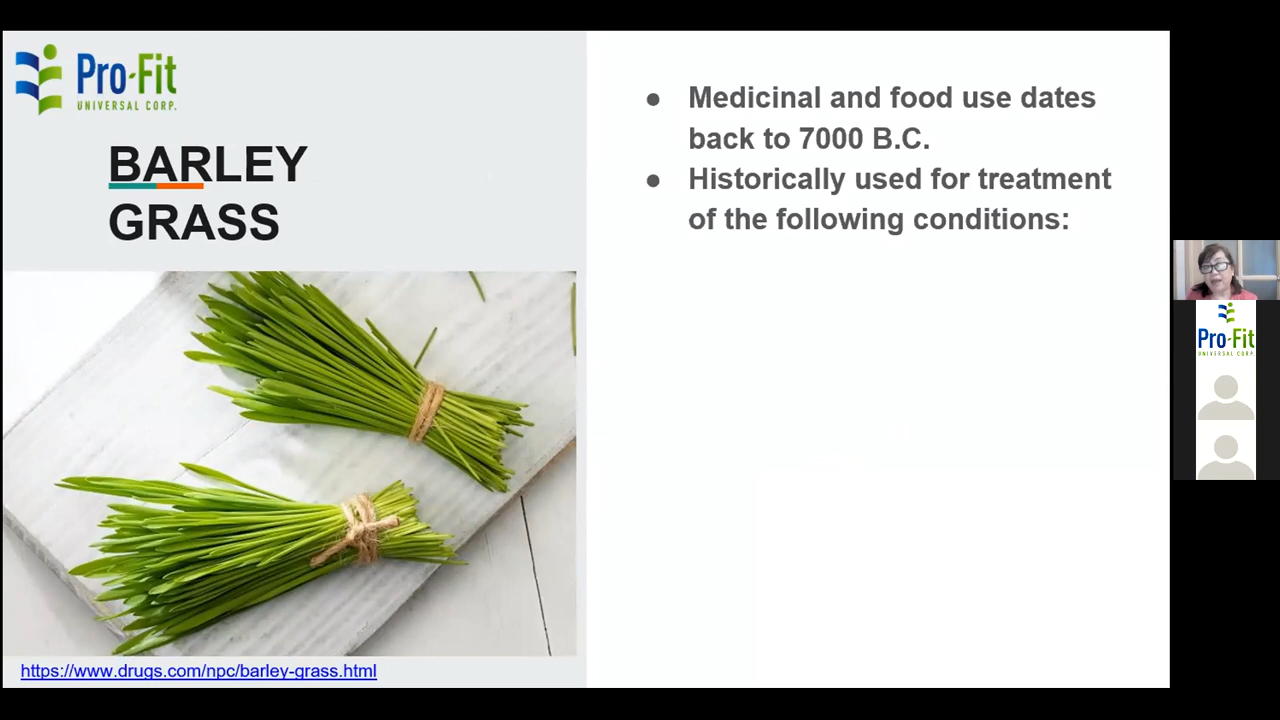 Pro-Fit
UNIVERSAL CORP.
BARLEY
GRASS
https://www.drugs.com/npc/barley-grass.html
● Medicinal and food use dates
back to 7000 B.C.
● Historically used for treatment
of the following conditions:
Pro-Fit
UNIVERSAL CORP.